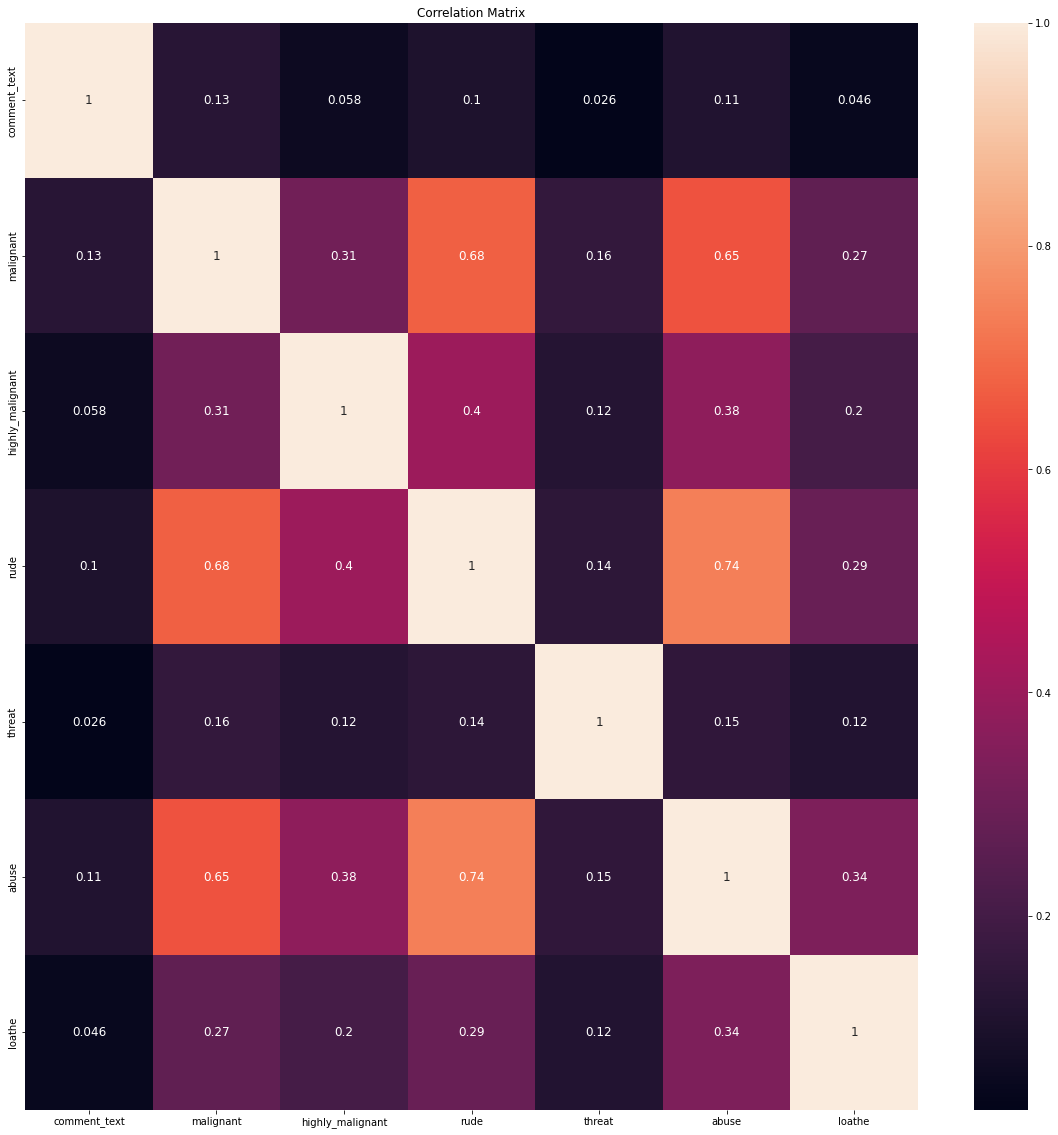 Correlation Matrix
comment_text 1 0.13 0.058 0.1 0.026 0.11 0.046
malignant 0.13 1 0.31 0.68 0.16 0.65 0.27
highly_malignant 0.058 0.31 1 0.4 0.12 0.38 0.2
rude 0.1 0.68 0.4 1 0.14 0.74 0.29
threat 0.026 0.16 0.12 0.14 1 0.15 0.12
abuse 0.11 0.65 0.38 0.74 0.15 1 0.34
loathe 0.046 0.27 0.2 0.29 0.12 0.34 1
comment_text malignant highly_malignant rude threat abuse loathe
1.0
0.8
0.6
0.4
0.2